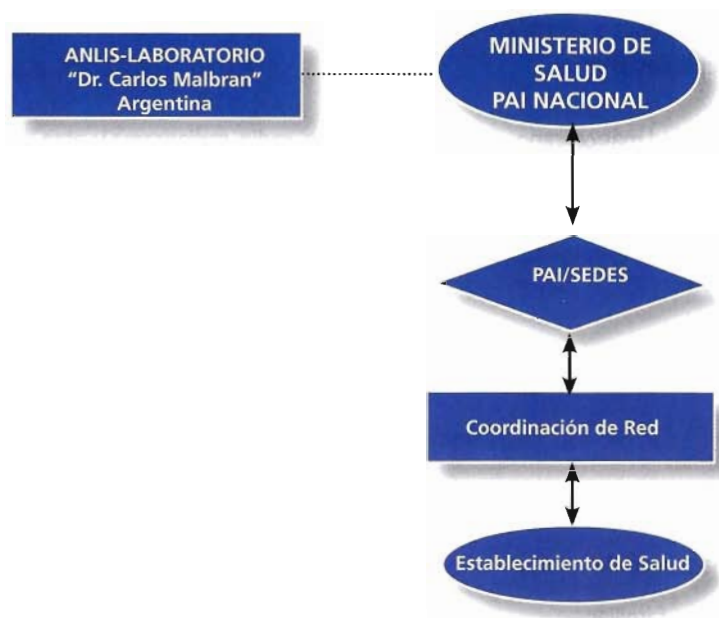 ANLIS-LABORATORIO
“Dr. Carlos Malbran”
Argentina
MINISTERIO DE
SALUD
PAI NACIONAL
PAI/SEDES
Coordinación de Red
Establecimiento de Salud